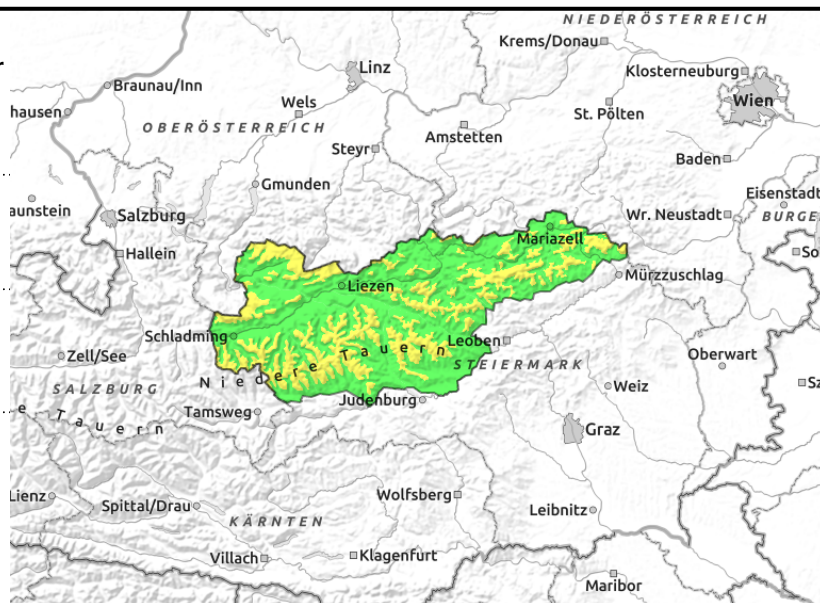 NIEDERÖSTERREICH
Krems/Donau
Linz
Klosterneuburg
Braunau/Inn
Wien
Wels
hausen
St. Pölten
OBERÖSTERREICH
Amstetten
Steyr
Baden
Gmunden
Eisenstadt
aunstein
Salzburg
Wr. Neustadt
BURGE
Mariazell
Hallein
So
Mürzzuschlag
Liezen
Schladming
Leoben
Zell/See
Niedere Tauern
Oberwart
STEIERMARK
SALZBURG
Weiz
Sz
Judenburg
Tamsweg
e Tauern
Graz
Lienz
Wolfsberg
Spittal/Drau
Leibnitz
KÄRNTEN
Villach
Klagenfurt
Maribor